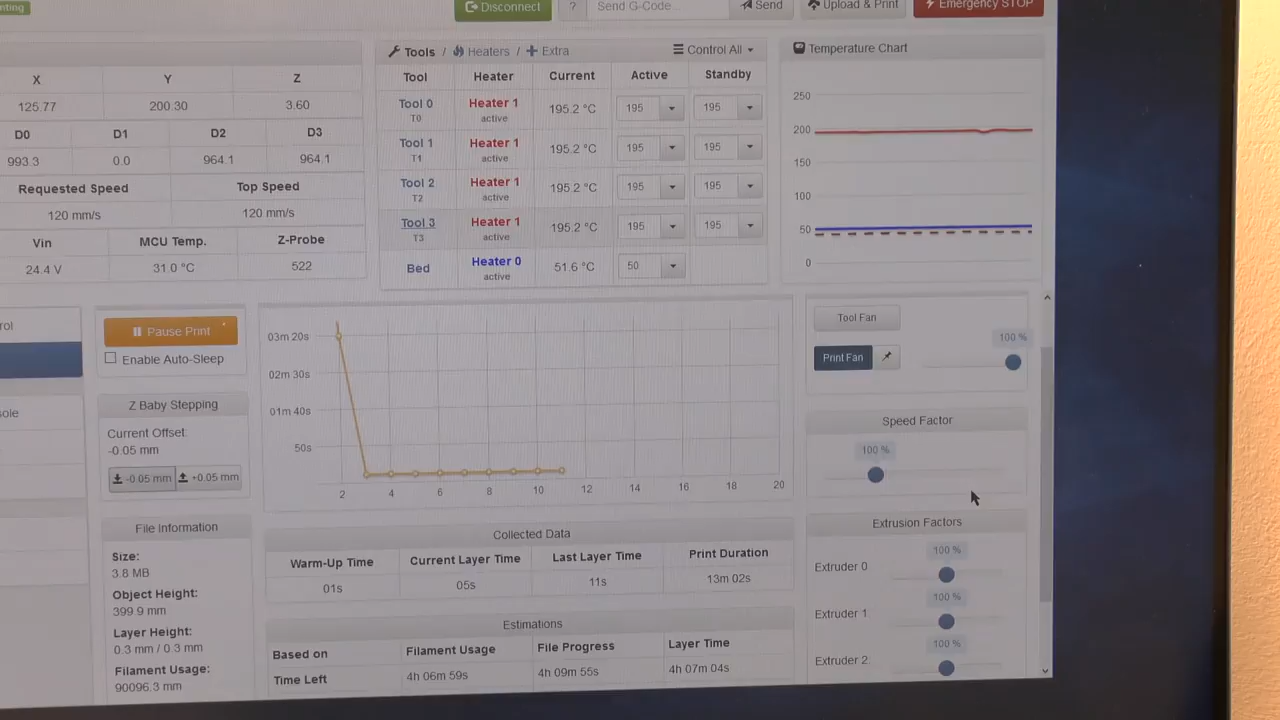 nting
Disconnect ? Send G-Code... Send Upload & Print Emergency STOP
X Y Z
125.77 200.30 3.60
D0 D1 D2 D3
993.3 0.0 964.1 964.1
Requested Speed Top Speed
120 mm/s 120 mm/s
Vin MCU Temp. Z-Probe
24.4 V 31.0 °C 522
Tools / Heaters / Extra Control All
Tool Heater Current Active Standby
Tool 0 Heater 1 195.2 °C 195 195
T0 active
Tool 1 Heater 1 195.2 °C 195 195
T1 active
Tool 2 Heater 1 195.2 °C 195 195
T2 active
Tool 3 Heater 1 195.2 °C 195 195
T3 active
Bed Heater 0 51.6 °C 50
active
Temperature Chart
250
200
150
100
50
0
rol
sole
Pause Print
Enable Auto-Sleep
Z Baby Stepping
Current Offset:
-0.05 mm
-0.05 mm +0.05 mm
File Information
Size:
3.8 MB
Object Height:
399.9 mm
Layer Height:
0.3 mm / 0.3 mm
Filament Usage:
90096.3 mm
03m 20s
02m 30s
01m 40s
50s
2 4 6 8 10 12 14 16 18 20
Collected Data
Warm-Up Time Current Layer Time Last Layer Time Print Duration
01s 05s 11s 13m 02s
Estimations
Based on Filament Usage File Progress Layer Time
Time Left 4h 06m 59s 4h 09m 55s 4h 07m 04s
Tool Fan
100 %
Print Fan
Speed Factor
100 %
Extrusion Factors
100 %
Extruder 0
100 %
Extruder 1
100 %
Extruder 2